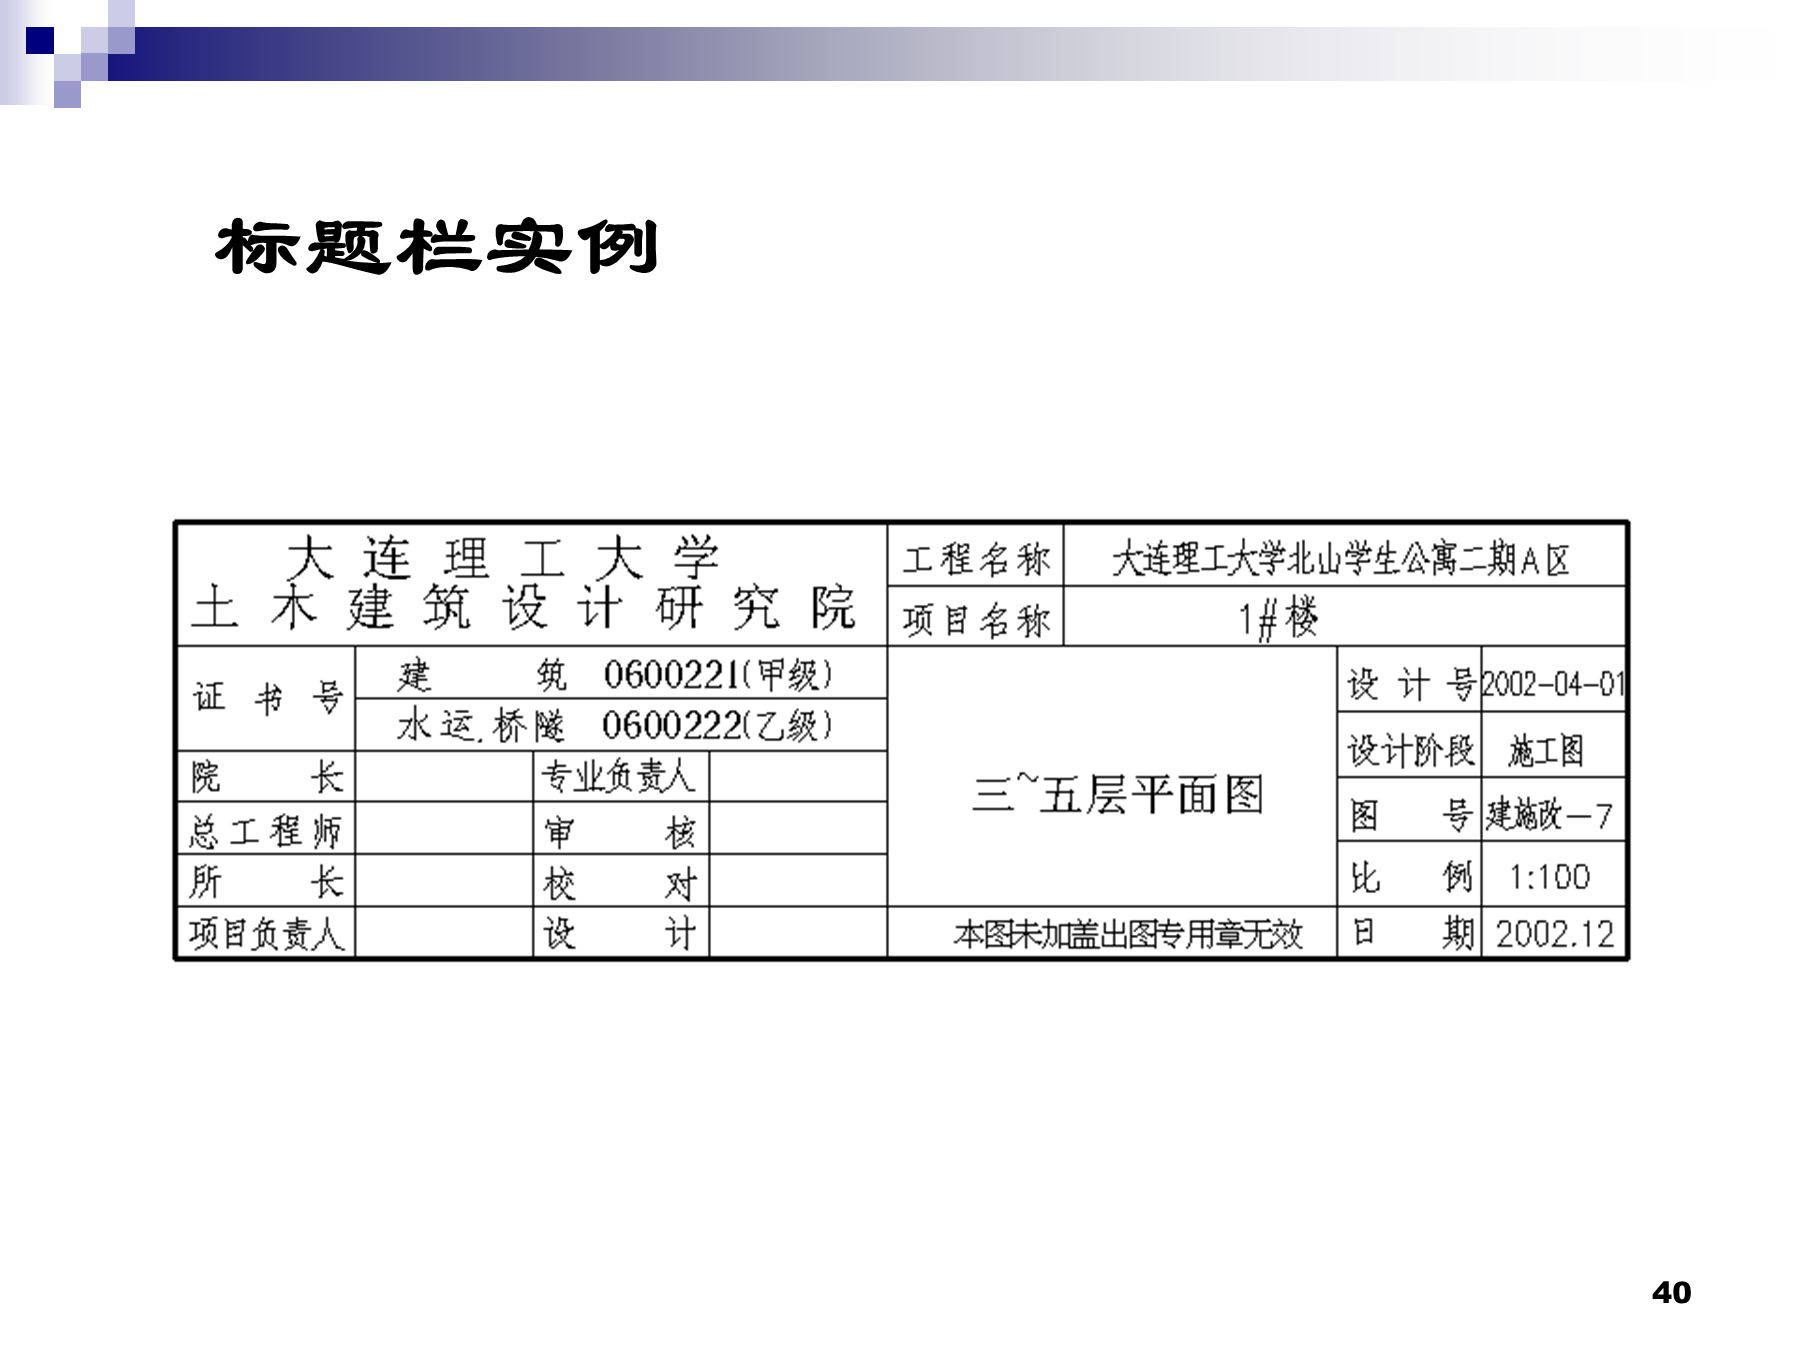 标题栏实例
大连理工大学
土木建筑设计研究院
工程名称 大连理工大学北山学生公寓二期A区
项目名称 1#楼
证书号 建筑 0600221(甲级)
水运.桥隧 0600222(乙级)
三~五层平面图
设计号 2002-04-01
设计阶段 施工图
图号 建施改-7
比例 1:100
院长 专业负责人
总工程师 审核
所长 校对
项目负责人 设计
本图未加盖出图专用章无效 日期 2002.12
40